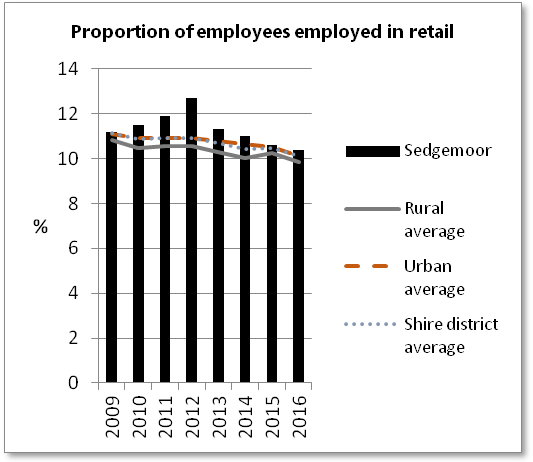 Proportion of employees employed in retail
14
12
10
8
6
4
2
0
%
2009
2010
2011
2012
2013
2014
2015
2016
Sedgemoor
Rural
average
Urban
average
Shire district
average